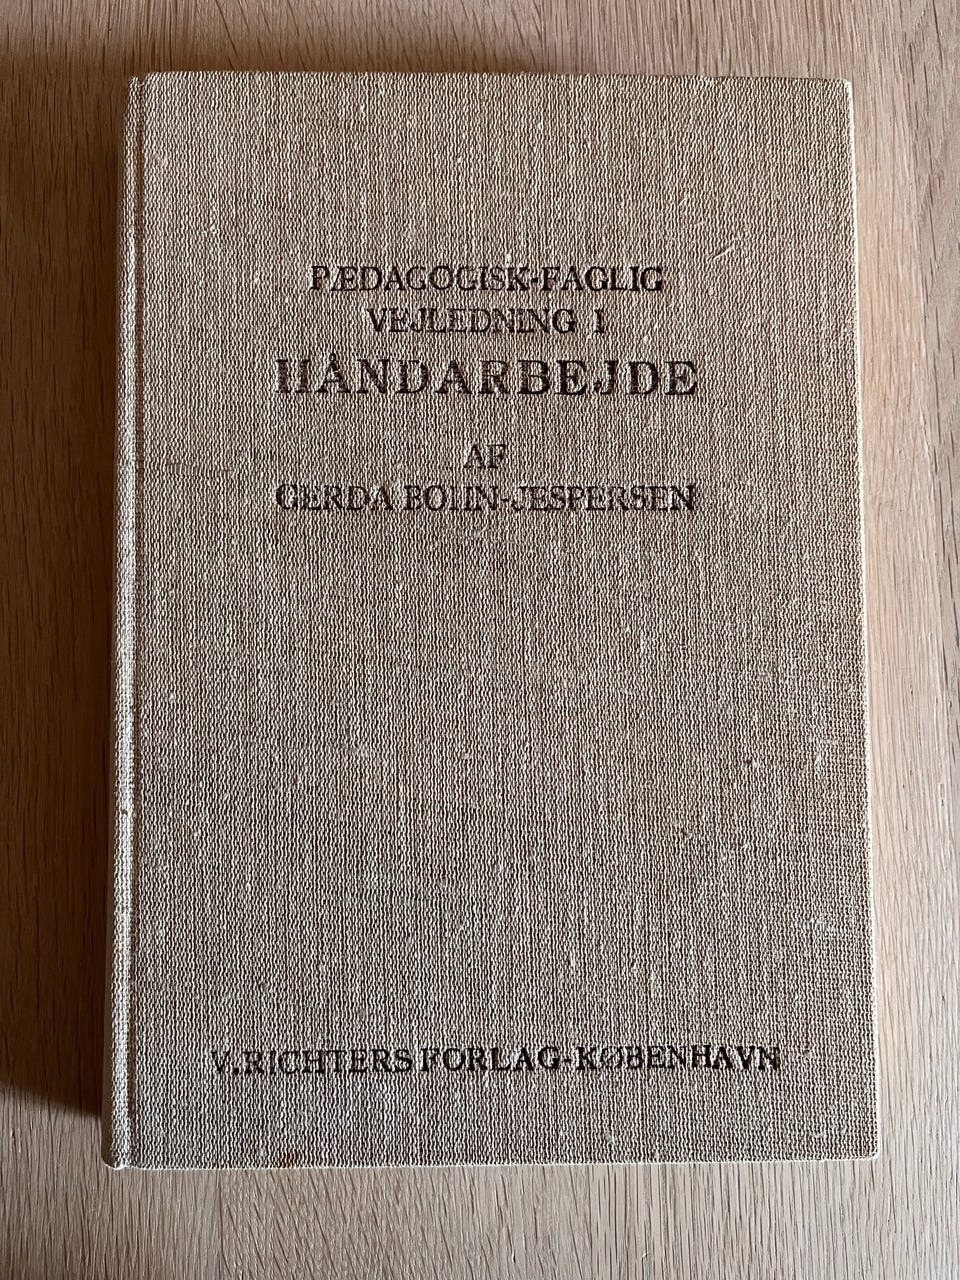 PÆDAGOGISK-FAGLIG
VEJLEDNING I
HÅNDARBEJDE
AF
GERDA BOHN-JESPERSEN
V. RICHTERS FORLAG-KØBENHAVN